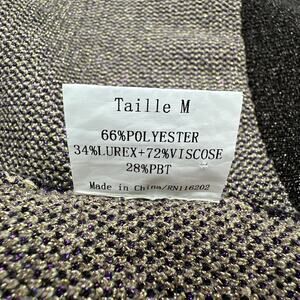 Taille M
66%POLYESTER
34%LUREX+72%VISCOSE
28%PBT
Made in China/RN116202